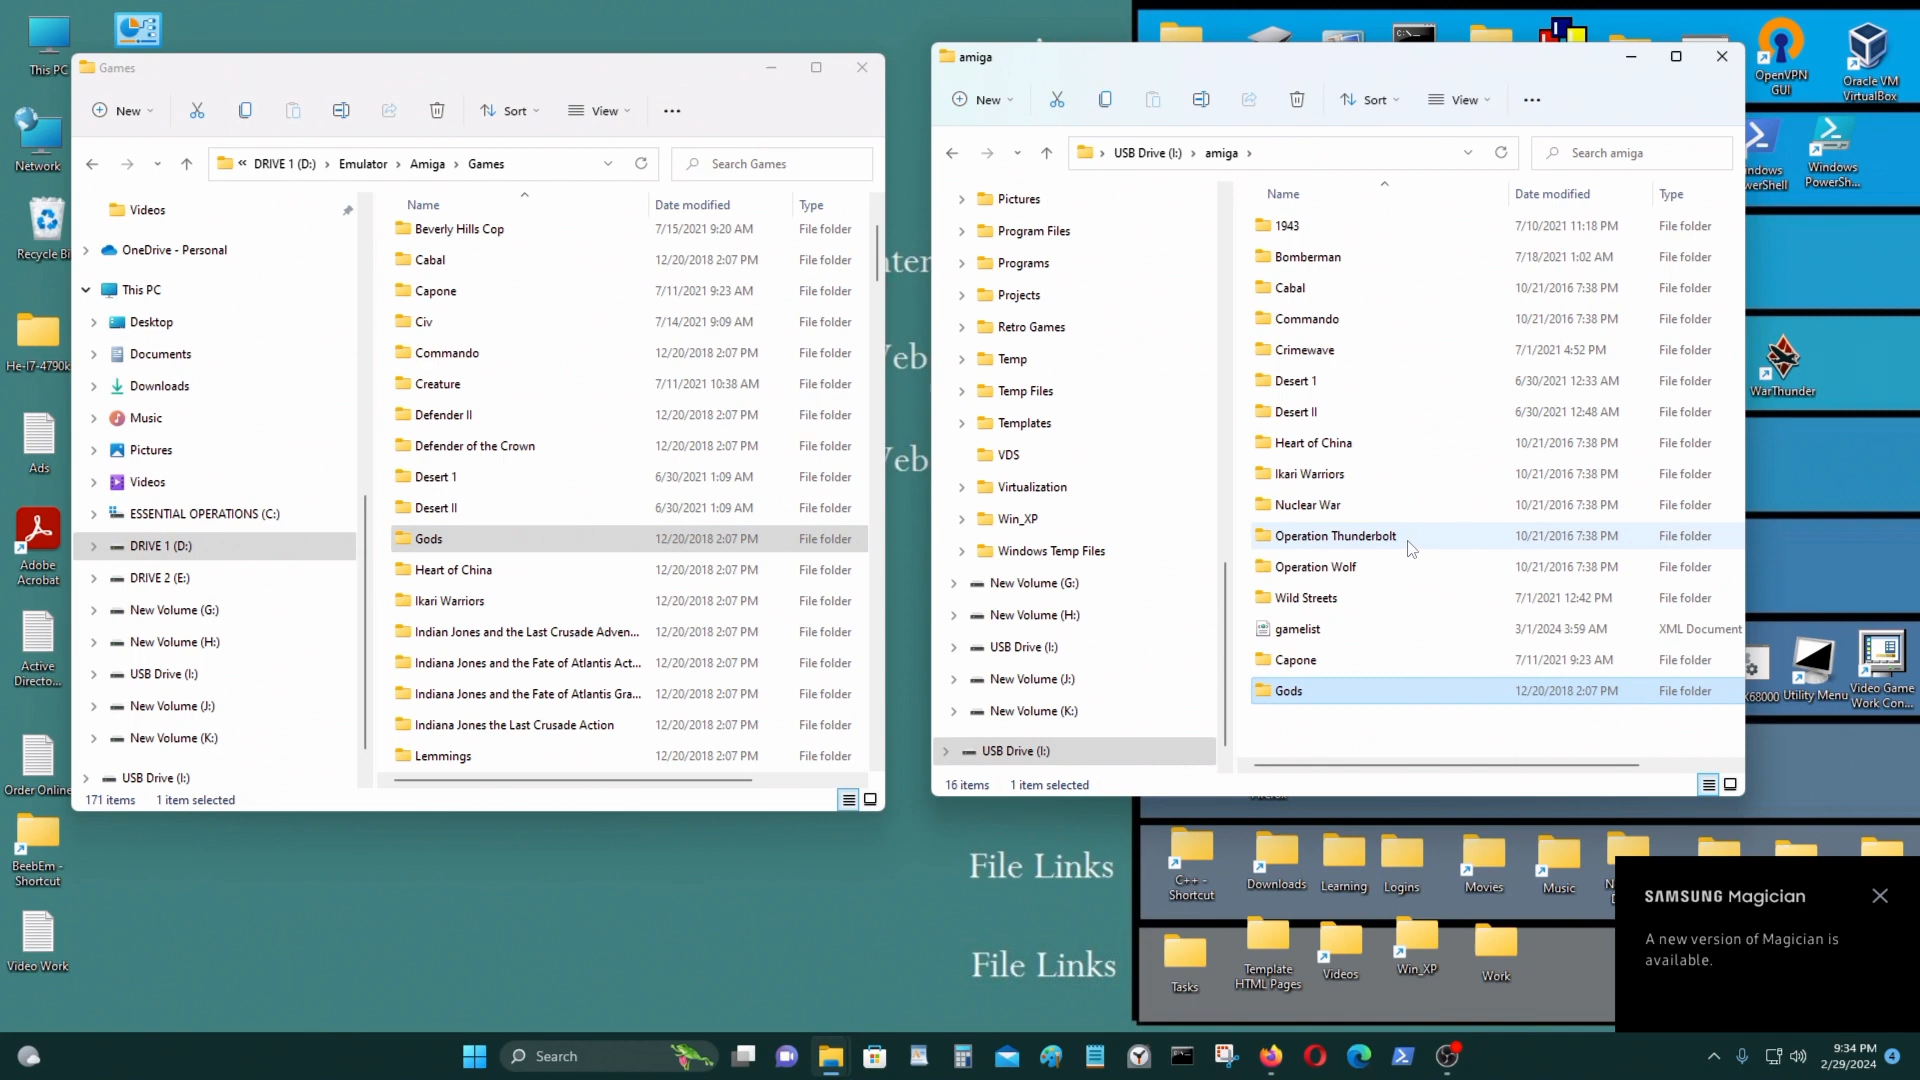 This PC
Network
Recycle Bi
He-I7-4790k
Ads
Adobe
Acrobat
Active
Directo...
Order Online
BeebEm -
Shortcut
Video Work
Games
New
Sort
View
« DRIVE 1 (D:) › Emulator › Amiga › Games
Search Games
Videos
OneDrive - Personal
This PC
Desktop
Documents
Downloads
Music
Pictures
Videos
ESSENTIAL OPERATIONS (C:)
DRIVE 1 (D:)
DRIVE 2 (E:)
New Volume (G:)
New Volume (H:)
USB Drive (I:)
New Volume (J:)
New Volume (K:)
USB Drive (I:)
Name Date modified Type
Beverly Hills Cop 7/15/2021 9:20 AM File folder
Cabal 12/20/2018 2:07 PM File folder
Capone 7/11/2021 9:23 AM File folder
Civ 7/14/2021 9:09 AM File folder
Commando 12/20/2018 2:07 PM File folder
Creature 7/11/2021 10:38 AM File folder
Defender II 12/20/2018 2:07 PM File folder
Defender of the Crown 12/20/2018 2:07 PM File folder
Desert 1 6/30/2021 1:09 AM File folder
Desert II 6/30/2021 1:09 AM File folder
Gods 12/20/2018 2:07 PM File folder
Heart of China 12/20/2018 2:07 PM File folder
Ikari Warriors 12/20/2018 2:07 PM File folder
Indian Jones and the Last Crusade Adven... 12/20/2018 2:07 PM File folder
Indiana Jones and the Fate of Atlantis Act... 12/20/2018 2:07 PM File folder
Indiana Jones and the Fate of Atlantis Gra... 12/20/2018 2:07 PM File folder
Indiana Jones the Last Crusade Action 12/20/2018 2:07 PM File folder
Lemmings 12/20/2018 2:07 PM File folder
171 items 1 item selected
amiga
New
Sort
View
› USB Drive (I:) › amiga ›
Search amiga
Pictures
Program Files
Programs
Projects
Retro Games
Temp
Temp Files
Templates
VDS
Virtualization
Win_XP
Windows Temp Files
New Volume (G:)
New Volume (H:)
USB Drive (I:)
New Volume (J:)
New Volume (K:)
USB Drive (I:)
Name Date modified Type
1943 7/10/2021 11:18 PM File folder
Bomberman 7/18/2021 1:02 AM File folder
Cabal 10/21/2016 7:38 PM File folder
Commando 10/21/2016 7:38 PM File folder
Crimewave 7/1/2021 4:52 PM File folder
Desert 1 6/30/2021 12:33 AM File folder
Desert II 6/30/2021 12:48 AM File folder
Heart of China 10/21/2016 7:38 PM File folder
Ikari Warriors 10/21/2016 7:38 PM File folder
Nuclear War 10/21/2016 7:38 PM File folder
Operation Thunderbolt 10/21/2016 7:38 PM File folder
Operation Wolf 10/21/2016 7:38 PM File folder
Wild Streets 7/1/2021 12:42 PM File folder
gamelist 3/1/2024 3:59 AM XML Document
Capone 7/11/2021 9:23 AM File folder
Gods 12/20/2018 2:07 PM File folder
16 items 1 item selected
OpenVPN
GUI
Oracle VM
VirtualBox
indows
werShell
Windows
PowerSh...
WarThunder
K68000
Utility Menu
Video Game
Work Con...
File Links
C++ -
Shortcut
Downloads
Learning
Logins
Movies
Music
File Links
Tasks
Template
HTML Pages
Videos
Win_XP
Work
SAMSUNG Magician
A new version of Magician is
available.
Search
9:34 PM
2/29/2024
4